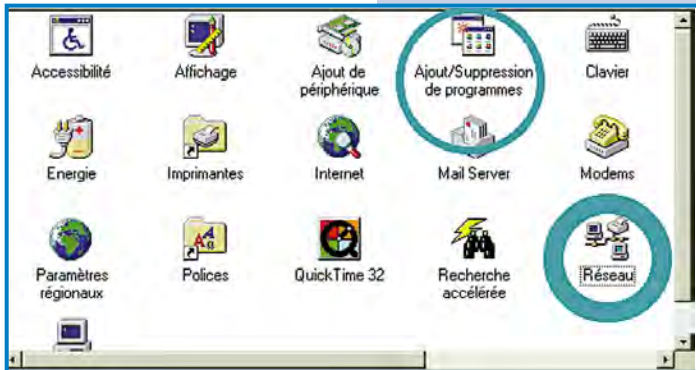 Accessibilité
Affichage
Ajout de
périphérique
Ajout/Suppression
de programmes
Clavier
Energie
Imprimantes
Internet
Mail Server
Modems
Paramètres
régionaux
Polices
QuickTime 32
Recherche
accélérée
Réseau